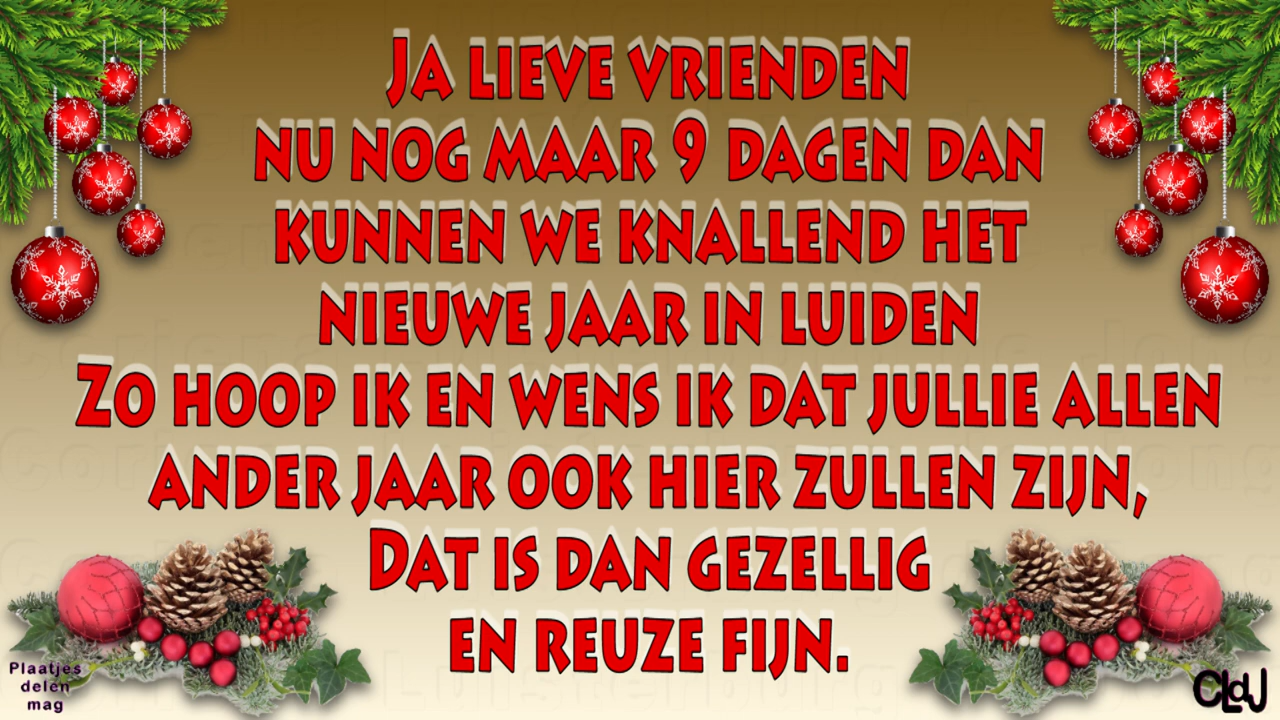 Ja lieve vrienden
nu nog maar 9 dagen dan
kunnen we knallend het
nieuwe jaar in luiden
Zo hoop ik en wens ik dat jullie allen
ander jaar ook hier zullen zijn,
Dat is dan gezellig
en reuze fijn.
Plaatjes
delen
mag
CLdJ